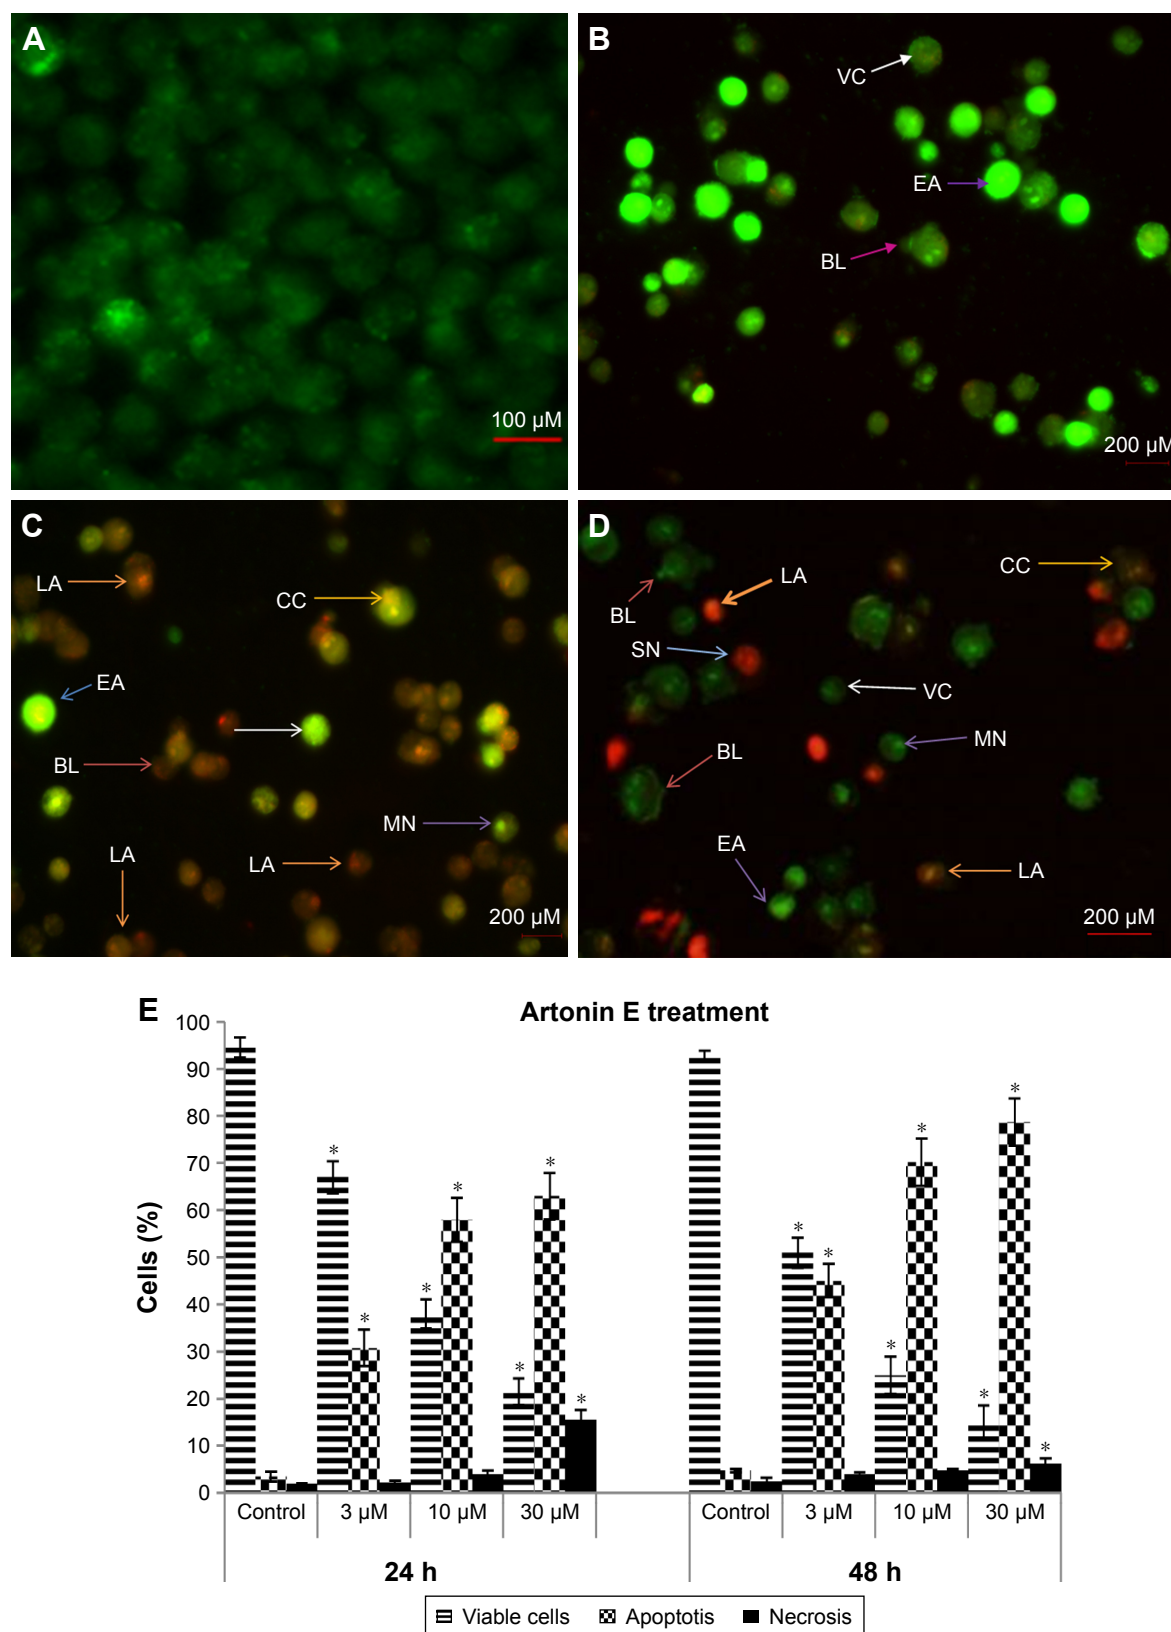 A
100 μM
B
VC
EA
BL
200 μM
C
LA
CC
EA
BL
MN
LA
LA
200 μM
D
BL
LA
CC
SN
VC
BL
MN
EA
LA
200 μM
E
Artonin E treatment
Cells (%)
100
90
80
70
60
50
40
30
20
10
0
* * * * * * *
* * * * * * *
Control 3 μM 10 μM 30 μM Control 3 μM 10 μM 30 μM
24 h 48 h
Viable cells Apoptotis Necrosis